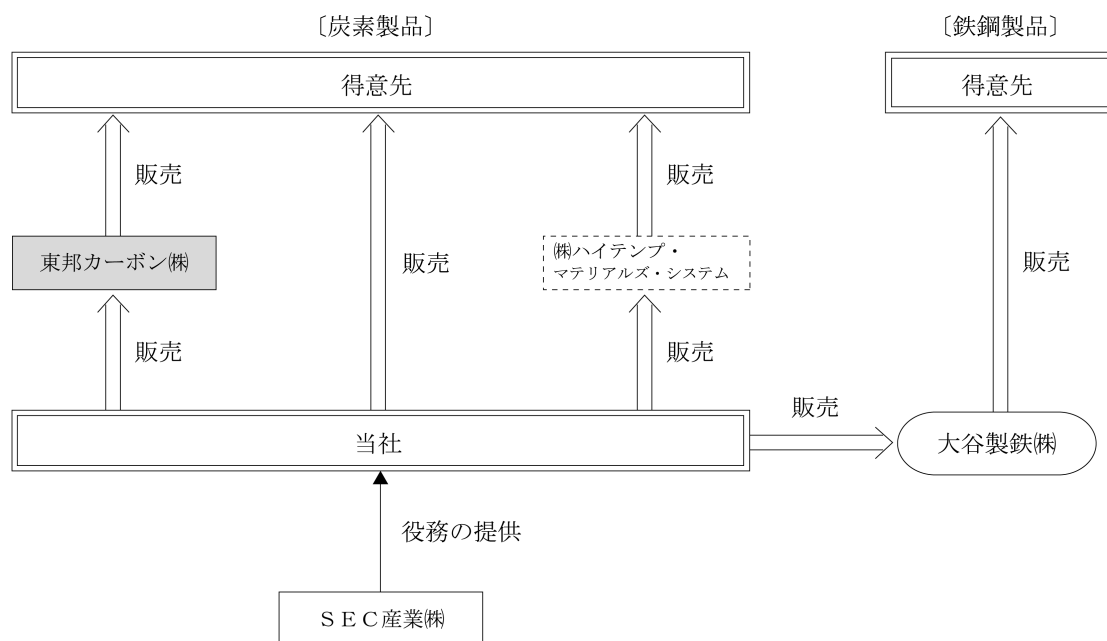 〔炭素製品〕
〔鉄鋼製品〕
得意先
得意先
販売
販売
東邦カーボン㈱
販売
㈱ハイテンプ・
マテリアルズ・システム
販売
販売
販売
販売
当社
大谷製鉄㈱
役務の提供
ＳＥＣ産業㈱